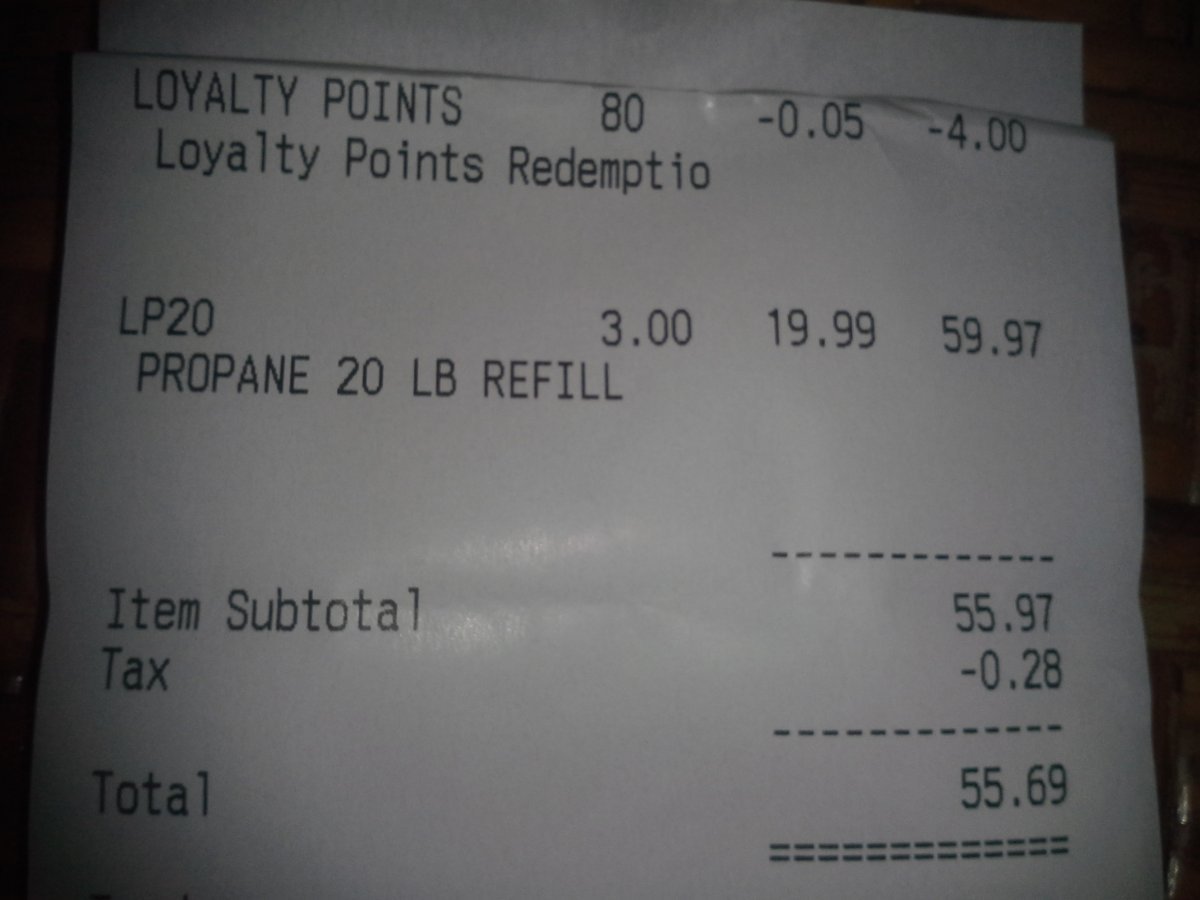 LOYALTY POINTS 80 -0.05 -4.00
Loyalty Points Redemptio
LP20 3.00 19.99 59.97
PROPANE 20 LB REFILL
-------------
Item Subtotal 55.97
Tax -0.28
-------------
Total 55.69
=============